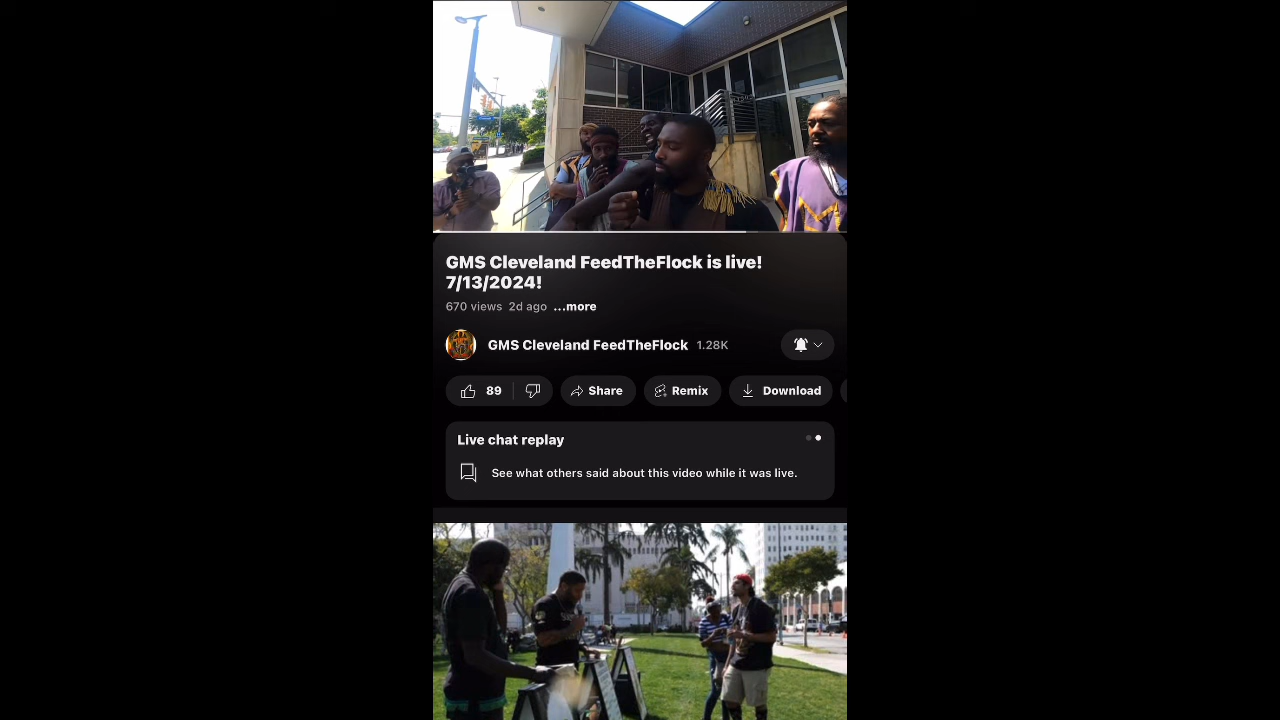 GMS Cleveland FeedTheFlock is live!
7/13/2024!
670 views 2d ago ...more
GMS Cleveland FeedTheFlock 1.28K
89 Share Remix Download
Live chat replay
See what others said about this video while it was live.